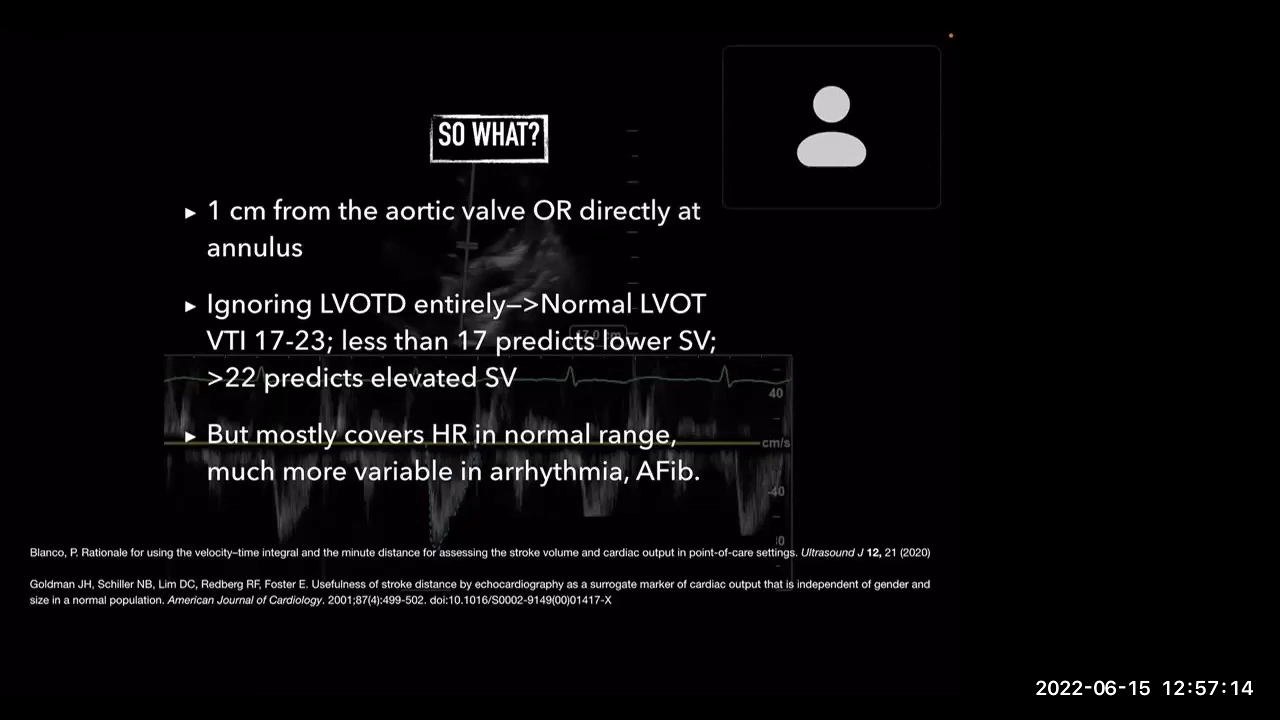 SO WHAT?
▸ 1 cm from the aortic valve OR directly at
annulus
▸ Ignoring LVOTD entirely—>Normal LVOT
VTI 17-23; less than 17 predicts lower SV;
>22 predicts elevated SV
40
▸ But mostly covers HR in normal range,
cm/s
much more variable in arrhythmia, AFib.
-40
Blanco, P. Rationale for using the velocity–time integral and the minute distance for assessing the stroke volume and cardiac output in point-of-care settings. Ultrasound J 12, 21 (2020)
Goldman JH, Schiller NB, Lim DC, Redberg RF, Foster E. Usefulness of stroke distance by echocardiography as a surrogate marker of cardiac output that is independent of gender and
size in a normal population. American Journal of Cardiology. 2001;87(4):499-502. doi:10.1016/S0002-9149(00)01417-X
2022-06-15 12:57:14